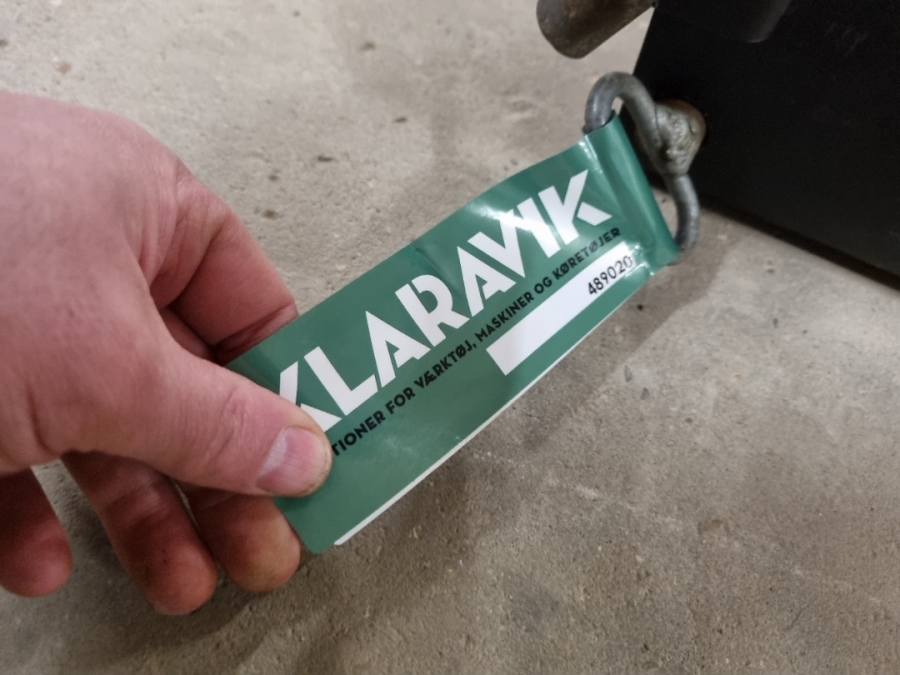 KLARAVIK
TIONER FOR VÆRKTØJ, MASKINER OG KØRETØJER
489020